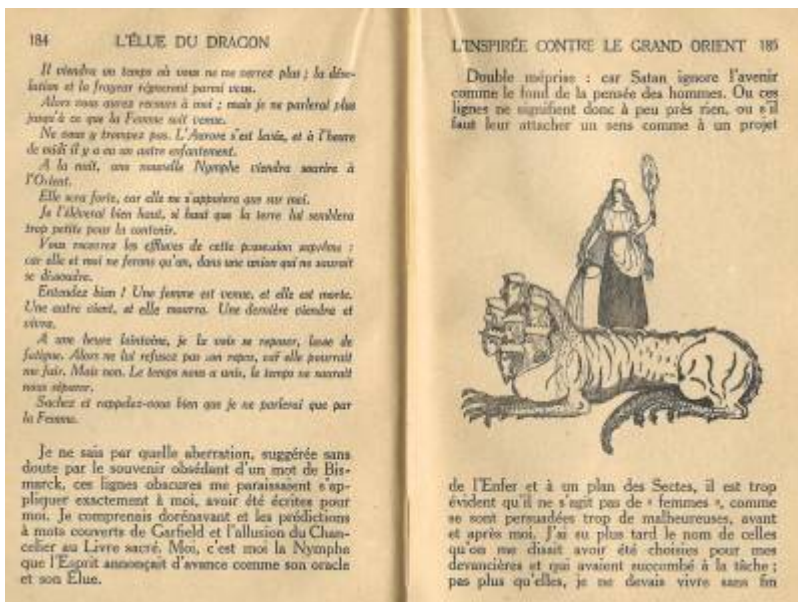 184 L'ÉLUE DU DRAGON
Il viendra un temps où vous ne me verrez plus ; la déso-
lation et la frayeur règneront parmi vous.
Alors vous aurez recours à moi ; mais je ne parlerai plus
jusqu'à ce que la Femme soit venue.
Ne vous y trompez pas. L'Aurore s'est levée, et à l'heure
de midi il y a eu un autre enfantement.
A la nuit, une nouvelle Nymphe viendra sourire à
l'Orient.
Elle sera forte, car elle ne s'appuiera que sur moi.
Je l'élèverai bien haut, si haut que la terre lui semblera
trop petite pour la contenir.
Vous recevrez les effluves de cette possession suprême :
car elle et moi ne ferons qu'un, dans une union qui ne saurait
se dissoudre.
Entendez bien ! Une femme est venue, et elle est morte.
Une autre vient, et elle mourra. Une dernière viendra et
vivra.
A une heure lointaine, je la vois se reposer, lasse de
fatigue. Alors ne lui refusez pas son repos, car elle pourrait
me fuir. Mais non. Le temps nous a unis, le temps ne saurait
nous séparer.
Sachez et rappelez-vous bien que je ne parlerai que par
la Femme.
Je ne sais par quelle aberration, suggérée sans
doute par le souvenir obsédant d'un mot de Bis-
marck, ces lignes obscures me paraissaient s'ap-
pliquer exactement à moi, avoir été écrites pour
moi. Je comprenais dorénavant et les prédictions
à mots couverts de Garfield et l'allusion du Chan-
celier au Livre sacré. Moi, c'est moi la Nymphe
que l'Esprit annonçait d'avance comme son oracle
et son Élue.
L'INSPIRÉE CONTRE LE GRAND ORIENT 185
Double méprise : car Satan ignore l'avenir
comme le fond de la pensée des hommes. Ou ces
lignes ne signifient donc à peu près rien, ou s'il
faut leur attacher un sens comme à un projet
de l'Enfer et à un plan des Sectes, il est trop
évident qu'il ne s'agit pas de « femmes », comme
se sont persuadées trop de malheureuses, avant
et après moi. J'ai su plus tard le nom de celles
qu'on me disait avoir été choisies pour mes
devancières et qui avaient succombé à la tâche ;
pas plus qu'elles, je ne devais vivre sans fin